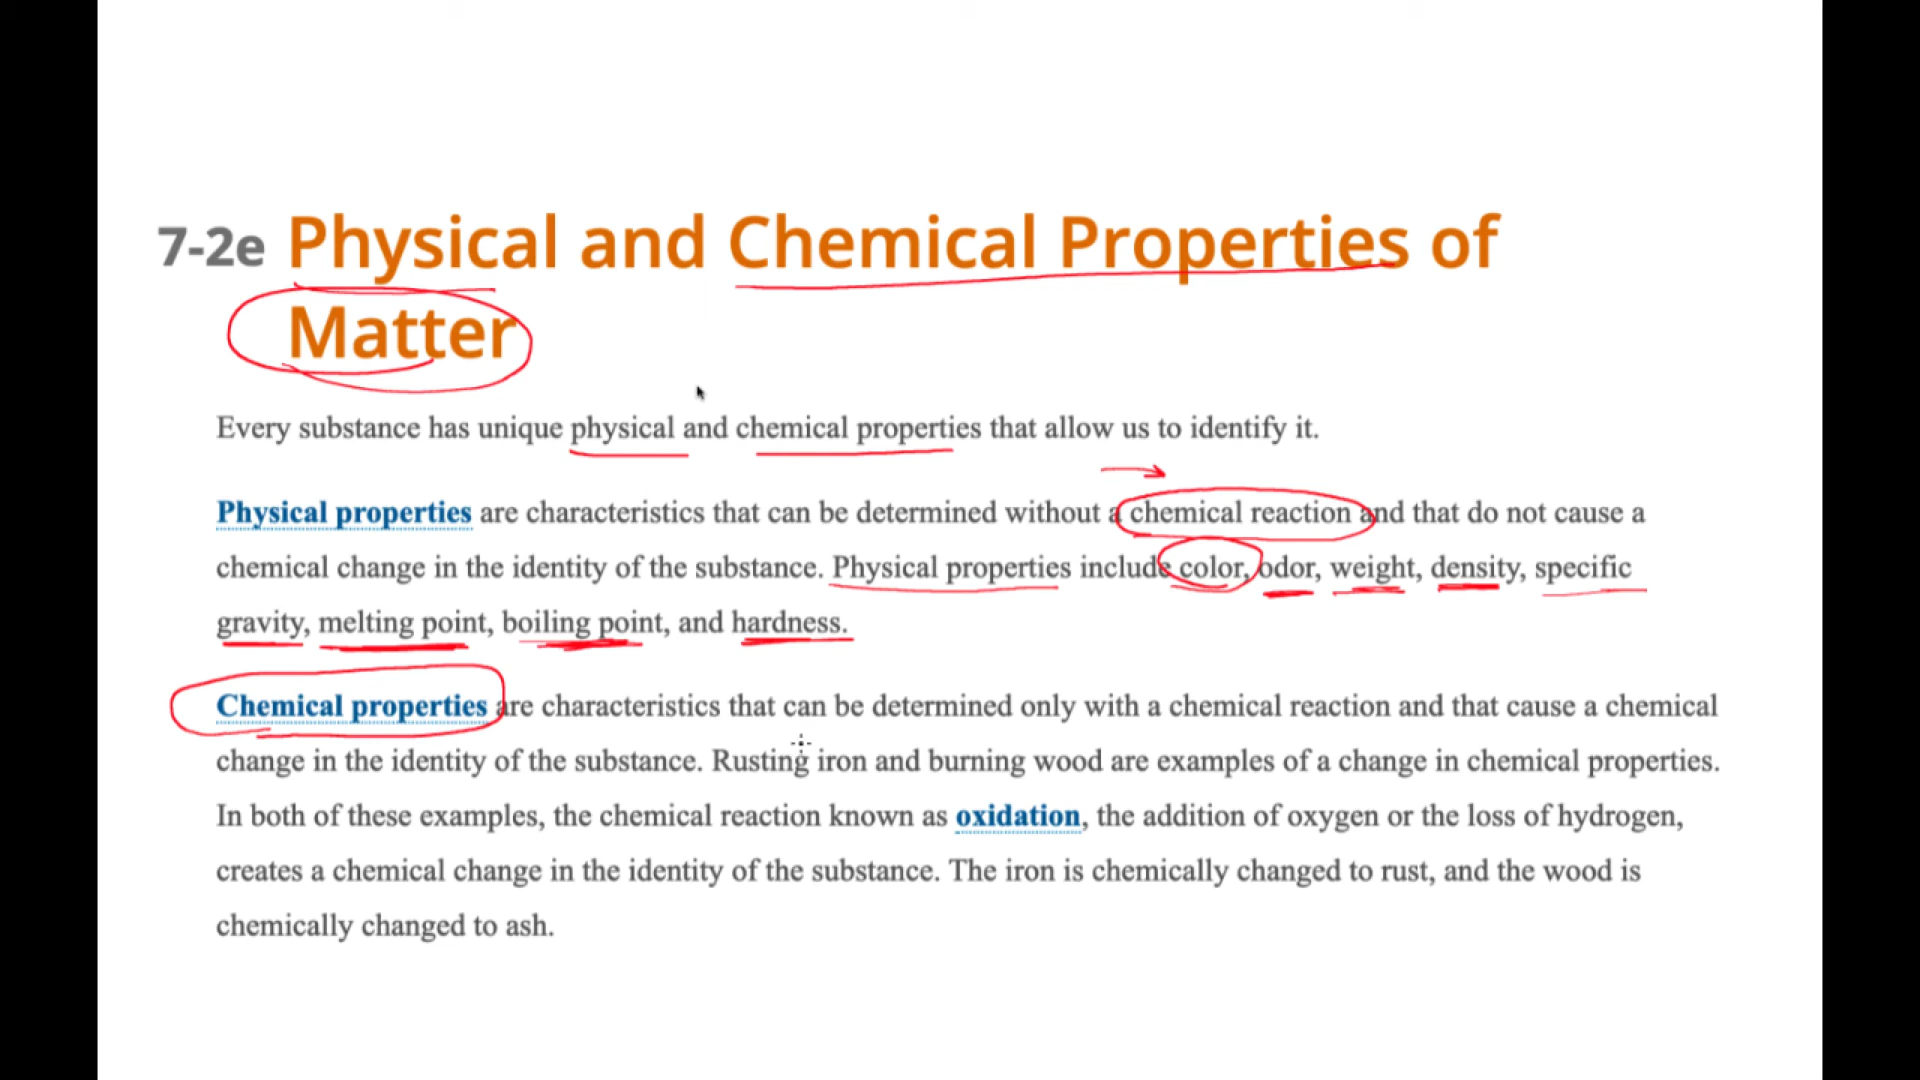 7-2e Physical and Chemical Properties of
Matter
Every substance has unique physical and chemical properties that allow us to identify it.
Physical properties are characteristics that can be determined without a chemical reaction and that do not cause a
chemical change in the identity of the substance. Physical properties include color, odor, weight, density, specific
gravity, melting point, boiling point, and hardness.
Chemical properties are characteristics that can be determined only with a chemical reaction and that cause a chemical
change in the identity of the substance. Rusting iron and burning wood are examples of a change in chemical properties.
In both of these examples, the chemical reaction known as oxidation, the addition of oxygen or the loss of hydrogen,
creates a chemical change in the identity of the substance. The iron is chemically changed to rust, and the wood is
chemically changed to ash.